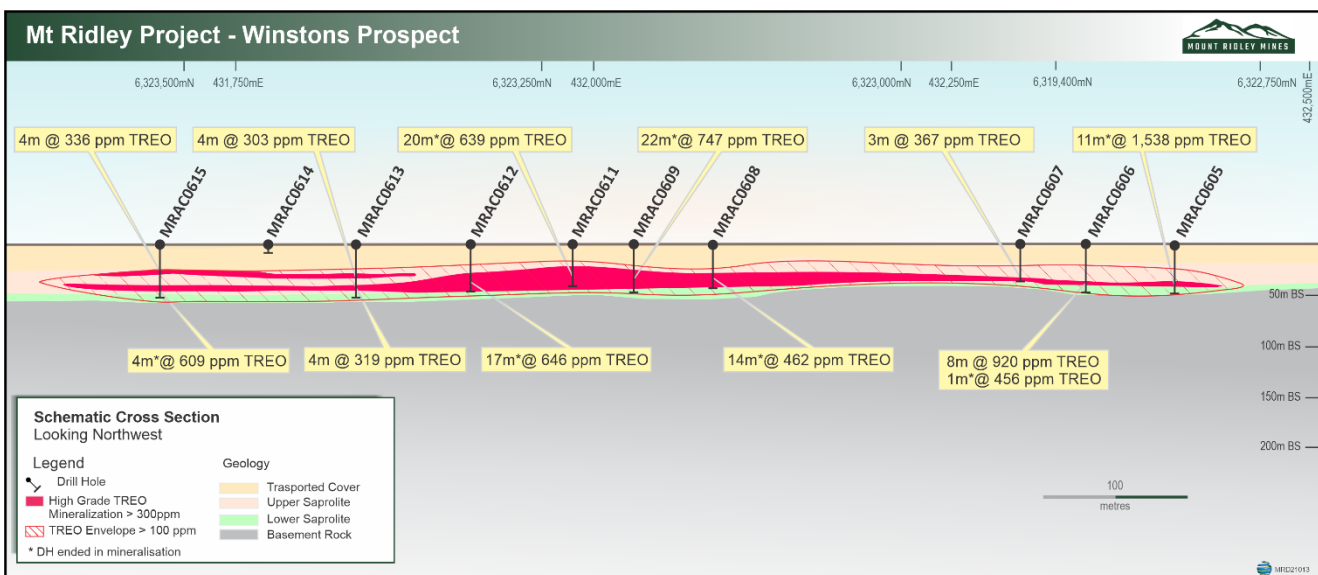 Mt Ridley Project - Winstons Prospect
MOUNT RIDLEY MINES
6,323,500mN
431,750mE
6,323,250mN
432,000mE
6,323,000mN
432,250mE
6,319,400mN
6,322,750mN
432,500mE
4m @ 336 ppm TREO
4m @ 303 ppm TREO
20m*@ 639 ppm TREO
22m*@ 747 ppm TREO
3m @ 367 ppm TREO
11m*@ 1,538 ppm TREO
MRAC0615
MRAC0614
MRAC0613
MRAC0612
MRAC0611
MRAC0609
MRAC0608
MRAC0607
MRAC0606
MRAC0605
50m BS
100m BS
150m BS
200m BS
4m*@ 609 ppm TREO
4m @ 319 ppm TREO
17m*@ 646 ppm TREO
14m*@ 462 ppm TREO
8m @ 920 ppm TREO
1m*@ 456 ppm TREO
Schematic Cross Section
Looking Northwest
Legend
Drill Hole
High Grade TREO
Mineralization > 300ppm
TREO Envelope > 100 ppm
* DH ended in mineralisation
Geology
Trasported Cover
Upper Saprolite
Lower Saprolite
Basement Rock
100
metres
MRD21013